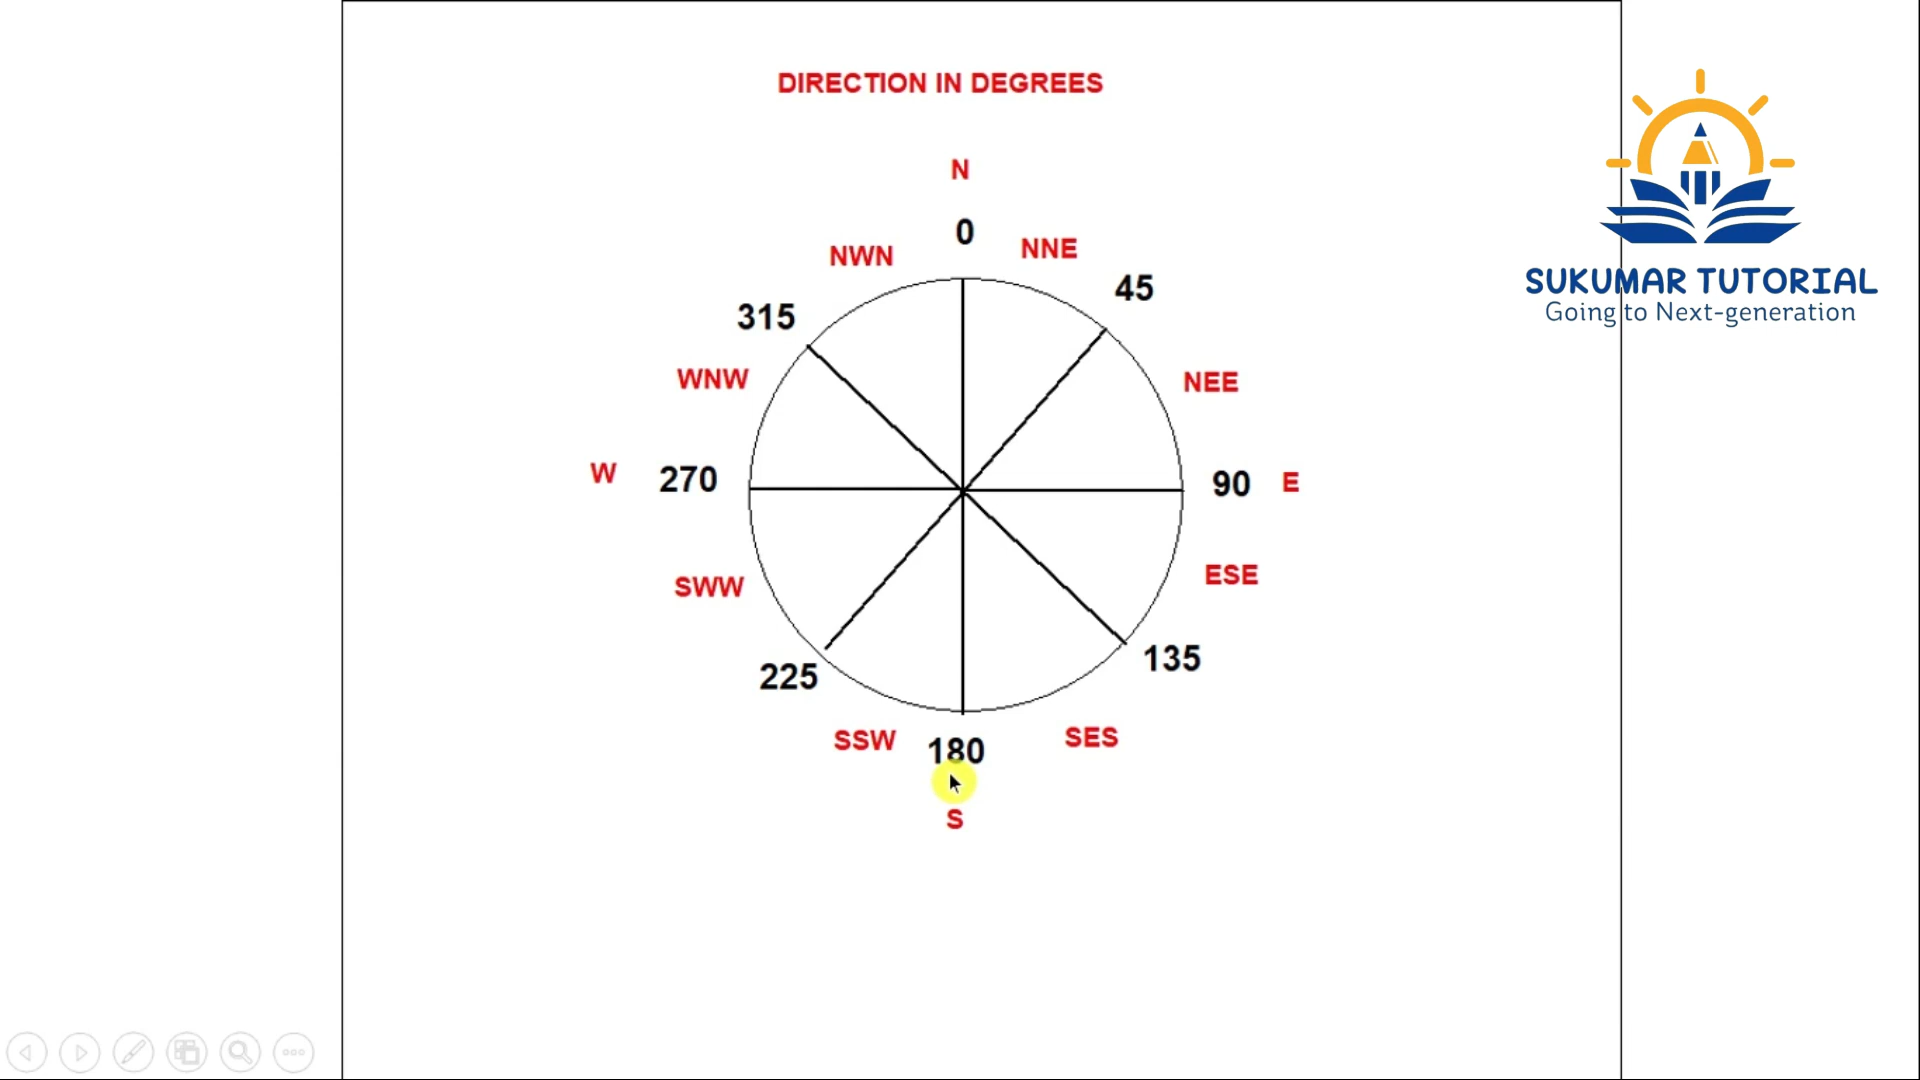 DIRECTION IN DEGREES
N
0
NWN
NNE
45
315
WNW
NEE
W 270
90 E
SWW
ESE
225
135
SSW
180
SES
S
SUKUMAR TUTORIAL
Going to Next-generation